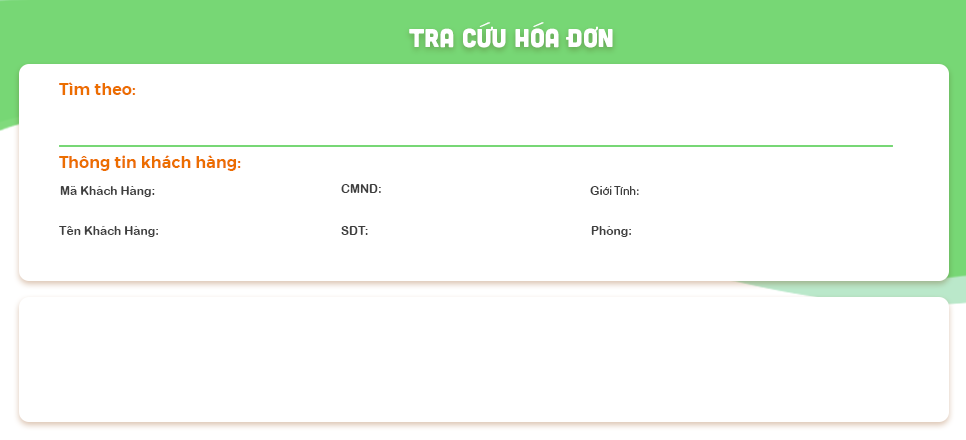 TRA CỨU HÓA ĐƠN
Tìm theo:
Thông tin khách hàng:
Mã Khách Hàng:
CMND:
Giới Tính:
Tên Khách Hàng:
SDT:
Phòng: